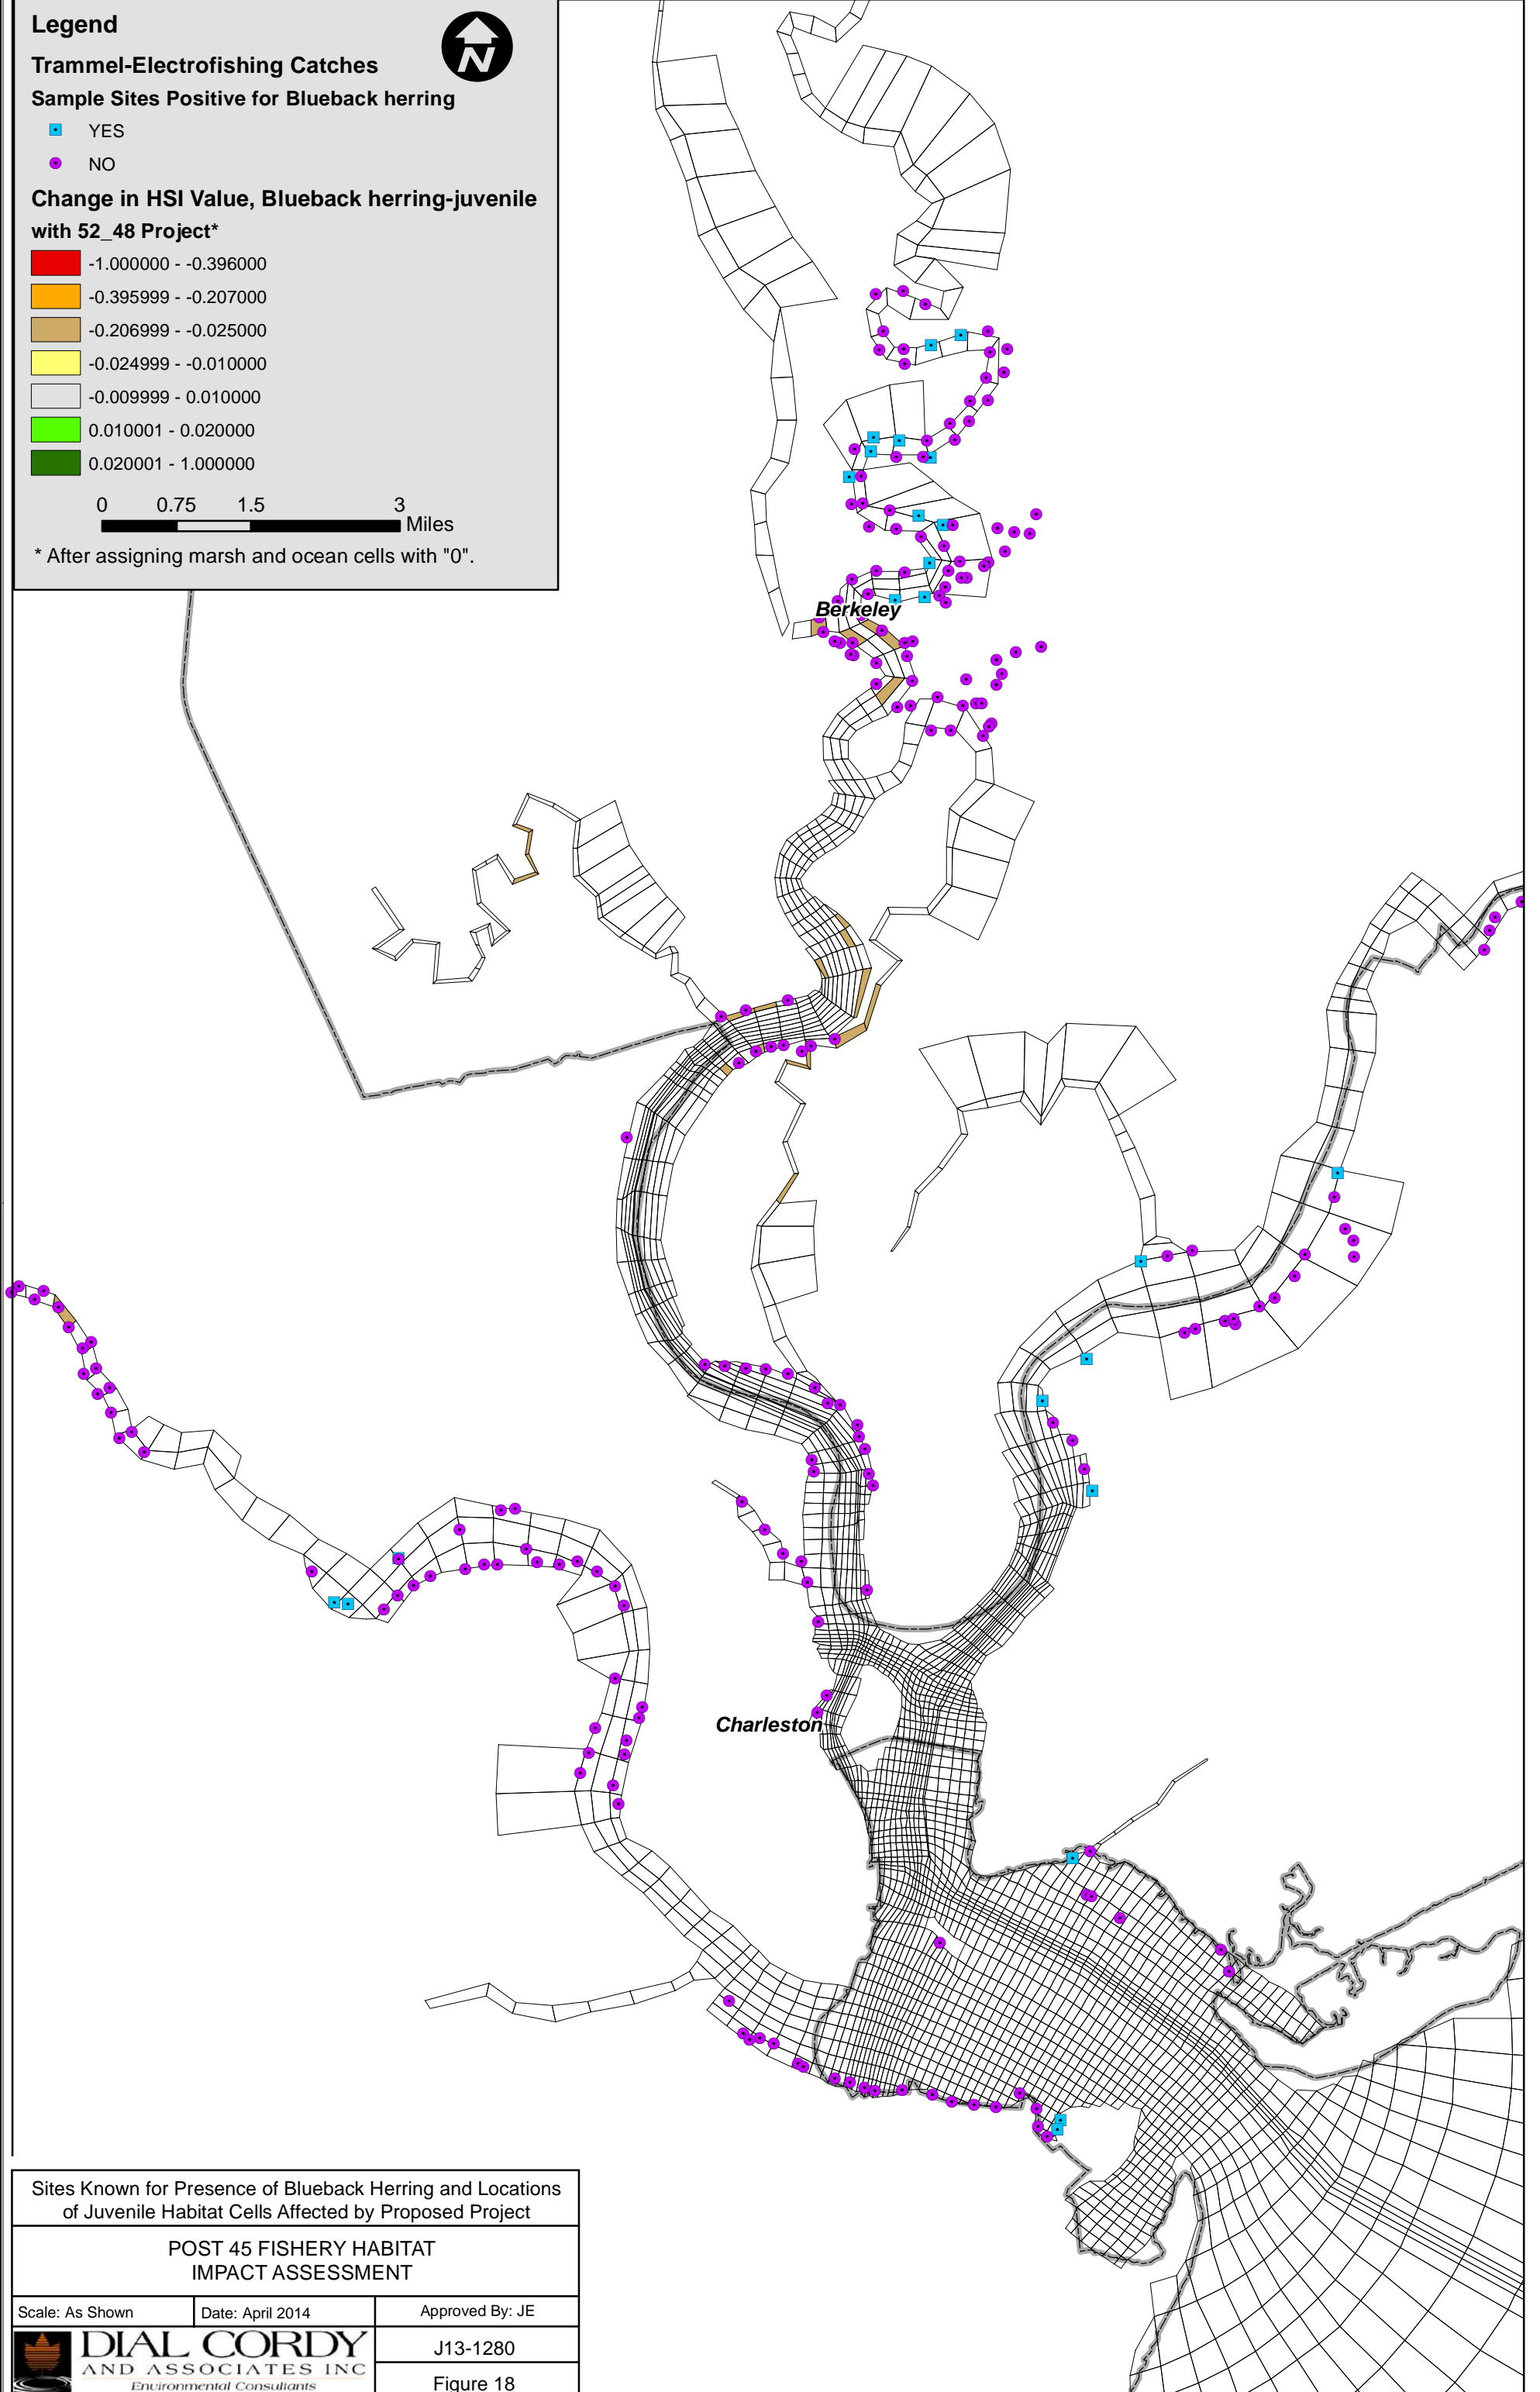 Legend
N
Trammel-Electrofishing Catches
Sample Sites Positive for Blueback herring
YES
NO
Change in HSI Value, Blueback herring-juvenile
with 52_48 Project*
-1.000000 - -0.396000
-0.395999 - -0.207000
-0.206999 - -0.025000
-0.024999 - -0.010000
-0.009999 - 0.010000
0.010001 - 0.020000
0.020001 - 1.000000
0 0.75 1.5 3
Miles
* After assigning marsh and ocean cells with "0".
Berkeley
Charleston
Sites Known for Presence of Blueback Herring and Locations
of Juvenile Habitat Cells Affected by Proposed Project
POST 45 FISHERY HABITAT
IMPACT ASSESSMENT
Scale: As Shown
Date: April 2014
Approved By: JE
DIAL CORDY
AND ASSOCIATES INC
Environmental Consultants
J13-1280
Figure 18